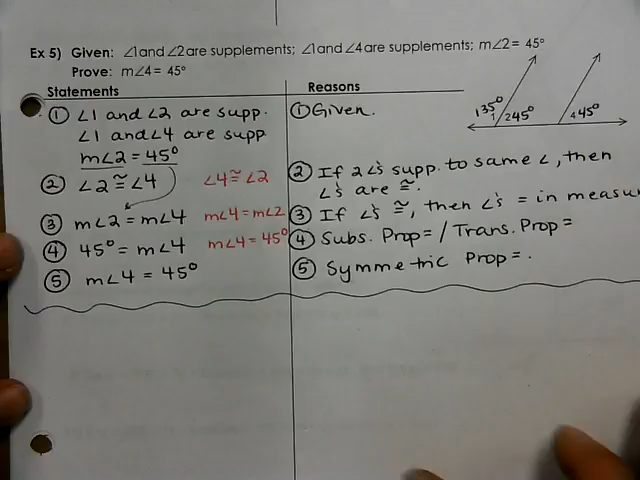 Ex 5) Given: ∠1 and ∠2 are supplements; ∠1 and ∠4 are supplements; m∠2 = 45°
Prove: m∠4 = 45°
Statements
Reasons
① ∠1 and ∠2 are supp.
∠1 and ∠4 are supp
m∠2 = 45°
① Given.
135° 1 2 45° 4 45°
② ∠2 ≅ ∠4 ∠4 ≅ ∠2
② If 2 ∠'s supp. to same ∠, then
∠'s are ≅.
③ m∠2 = m∠4 m∠4 = m∠2
③ If ∠'s ≅, then ∠'s = in measu
④ 45° = m∠4 m∠4 = 45°
④ Subs. Prop = / Trans. Prop =
⑤ m∠4 = 45°
⑤ Symmetric Prop = .